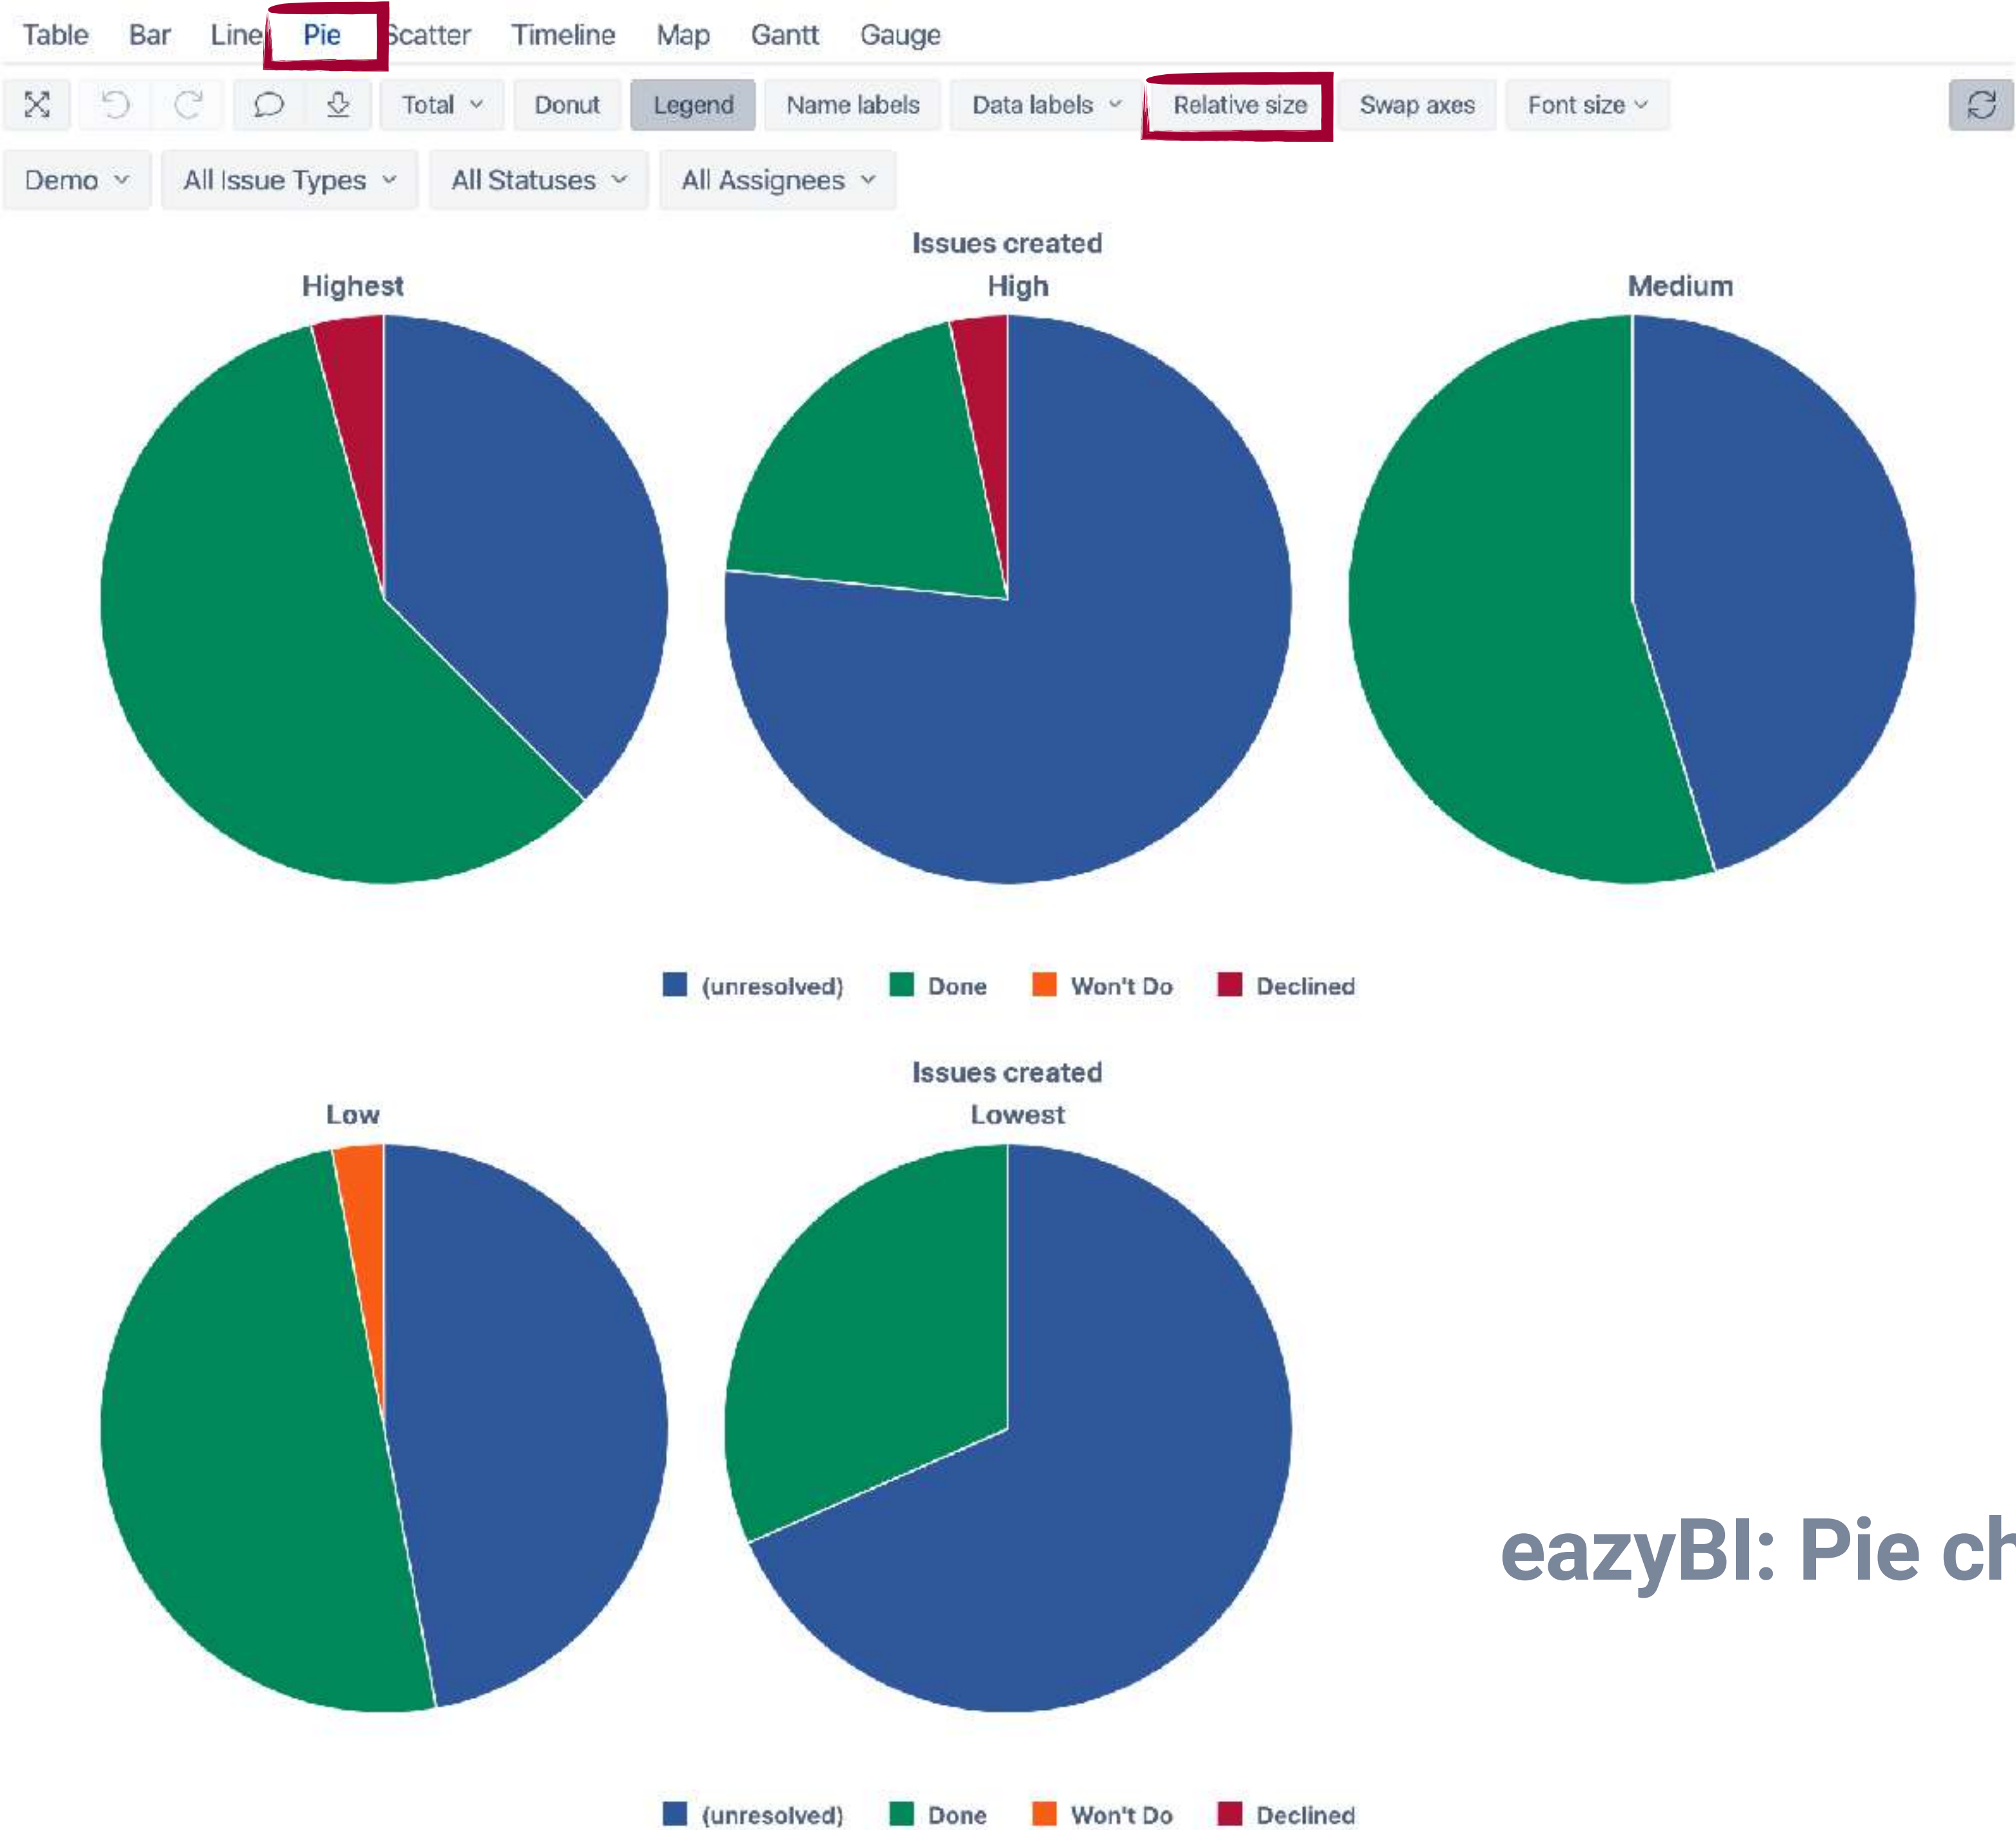 Table Bar Line Pie Scatter Timeline Map Gantt Gauge
Total Donut Legend Name labels Data labels Relative size Swap axes Font size
Demo All Issue Types All Statuses All Assignees
Issues created
Highest High Medium
(unresolved) Done Won't Do Declined
Issues created
Low Lowest
eazyBI: Pie ch
(unresolved) Done Won't Do Declined